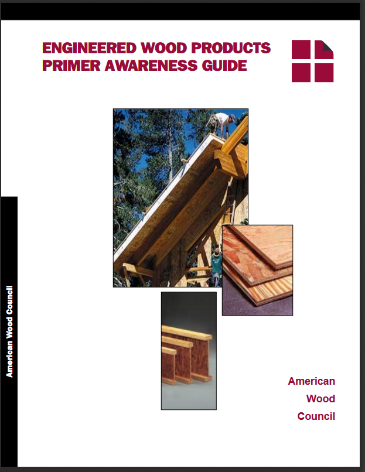 ENGINEERED WOOD PRODUCTS
PRIMER AWARENESS GUIDE
American Wood Council
American
Wood
Council